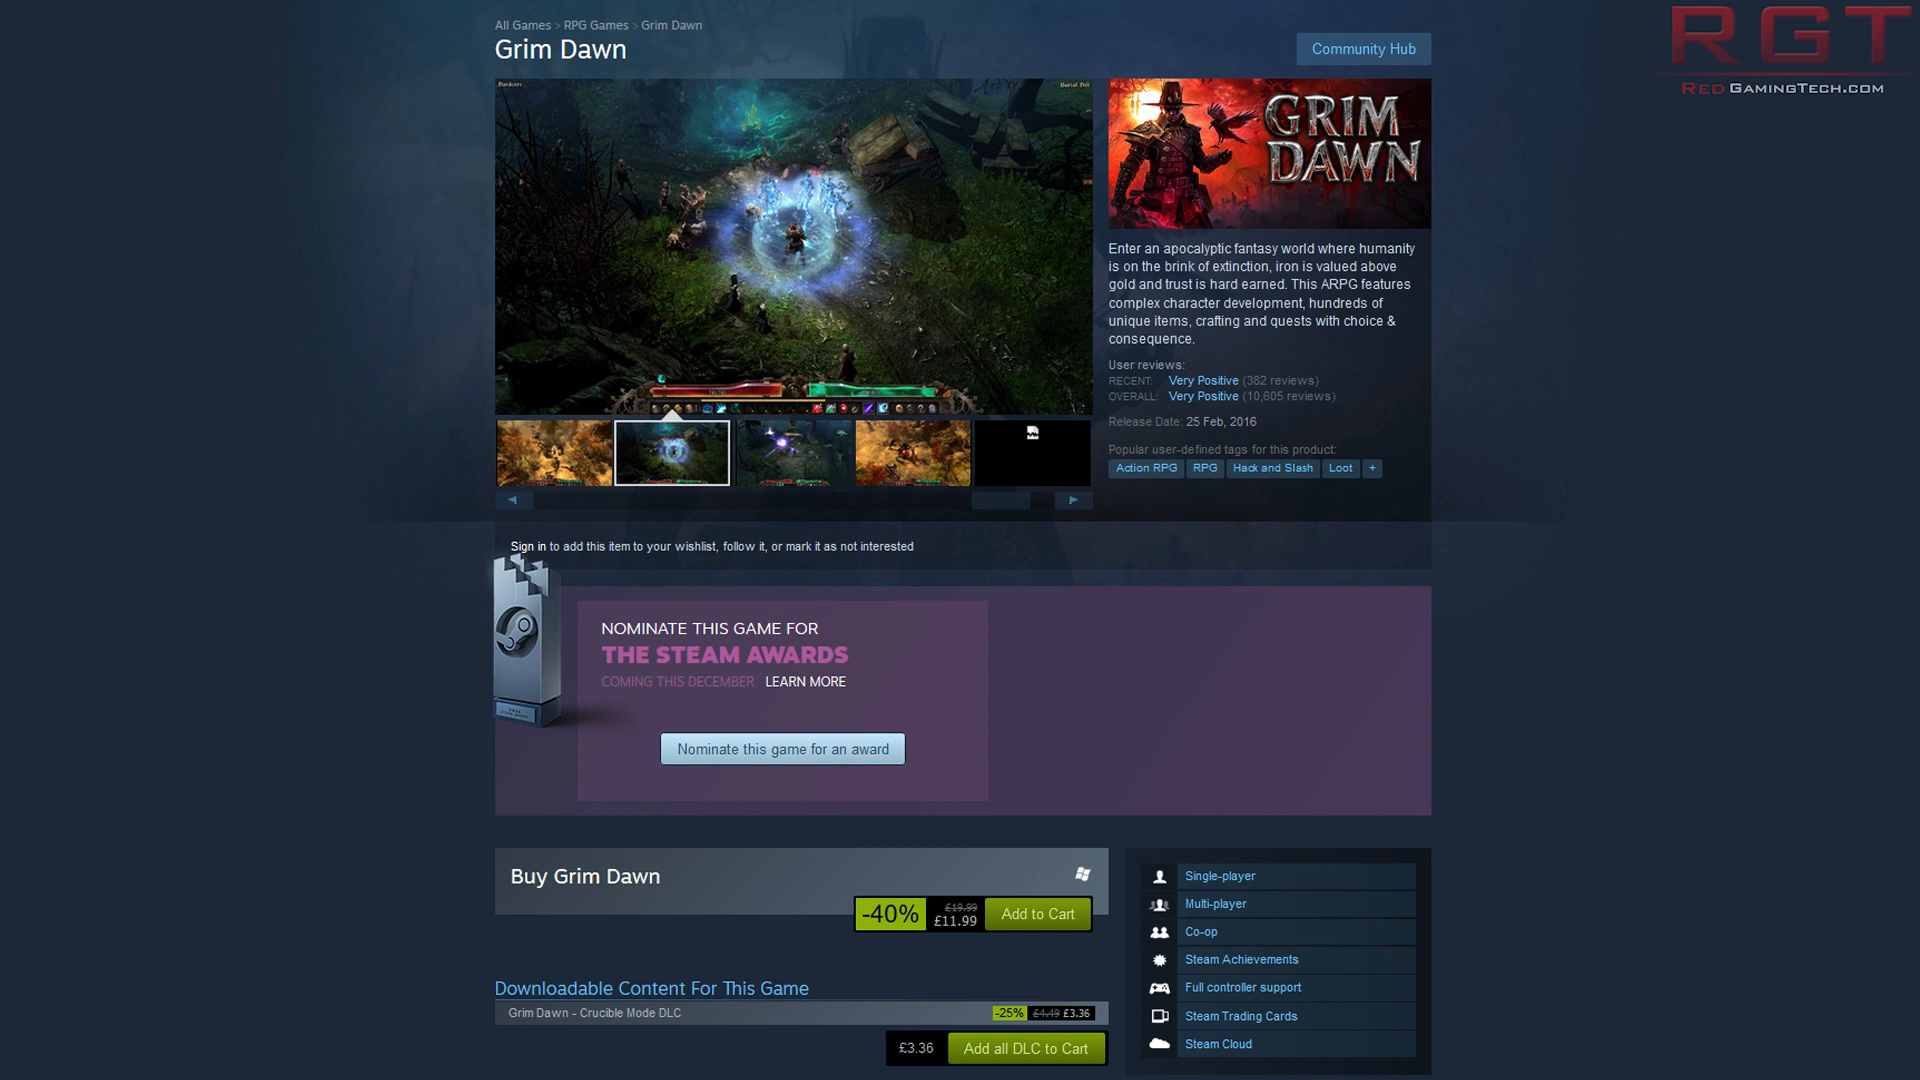 All Games > RPG Games > Grim Dawn
Grim Dawn
Community Hub
RGT
RED GAMINGTECH.COM
Burial Hill
GRIM
DAWN
Enter an apocalyptic fantasy world where humanity
is on the brink of extinction, iron is valued above
gold and trust is hard earned. This ARPG features
complex character development, hundreds of
unique items, crafting and quests with choice &
consequence.
User reviews:
RECENT: Very Positive (382 reviews)
OVERALL: Very Positive (10,605 reviews)
Release Date: 25 Feb, 2016
Popular user-defined tags for this product:
Action RPG RPG Hack and Slash Loot +
Sign in to add this item to your wishlist, follow it, or mark it as not interested
NOMINATE THIS GAME FOR
THE STEAM AWARDS
COMING THIS DECEMBER LEARN MORE
Nominate this game for an award
Buy Grim Dawn
-40% £19.99 £11.99 Add to Cart
Downloadable Content For This Game
Grim Dawn - Crucible Mode DLC -25% £4.49 £3.36
£3.36 Add all DLC to Cart
Single-player
Multi-player
Co-op
Steam Achievements
Full controller support
Steam Trading Cards
Steam Cloud